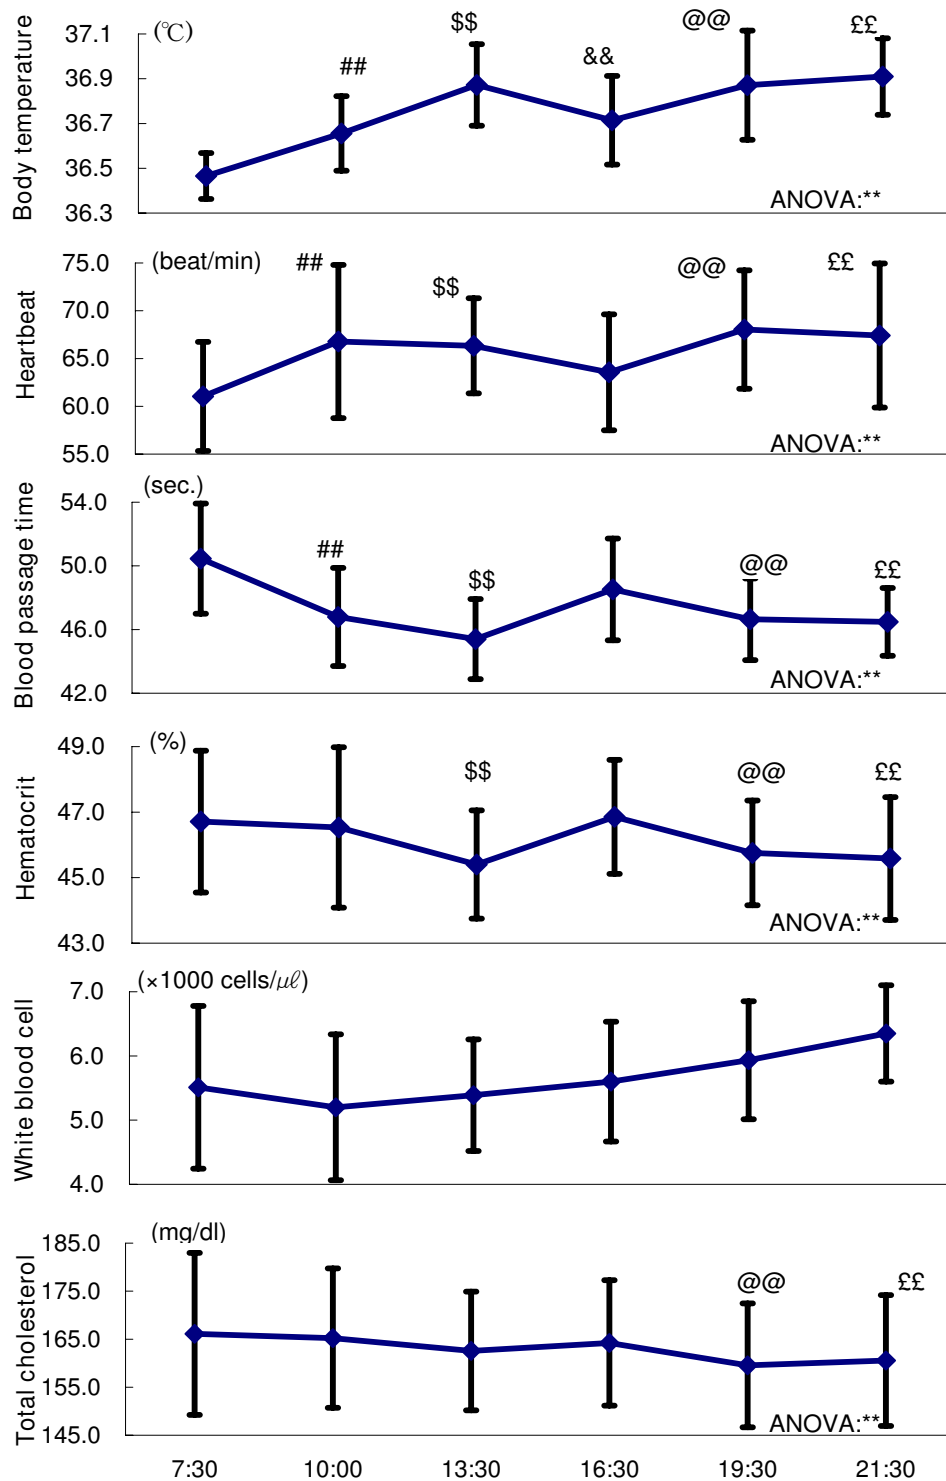 Body temperature
(℃)
37.1
36.9
36.7
36.5
36.3
##
$$
&&
@@
££
ANOVA:**
Heartbeat
(beat/min)
75.0
70.0
65.0
60.0
55.0
##
$$
@@
££
ANOVA:**
Blood passage time
(sec.)
54.0
50.0
46.0
42.0
##
$$
@@
££
ANOVA:**
Hematocrit
(%)
49.0
47.0
45.0
43.0
$$
@@
££
ANOVA:**
White blood cell
(×1000 cells/μℓ)
7.0
6.0
5.0
4.0
Total cholesterol
(mg/dl)
185.0
175.0
165.0
155.0
145.0
@@
££
ANOVA:**
7:30 10:00 13:30 16:30 19:30 21:30